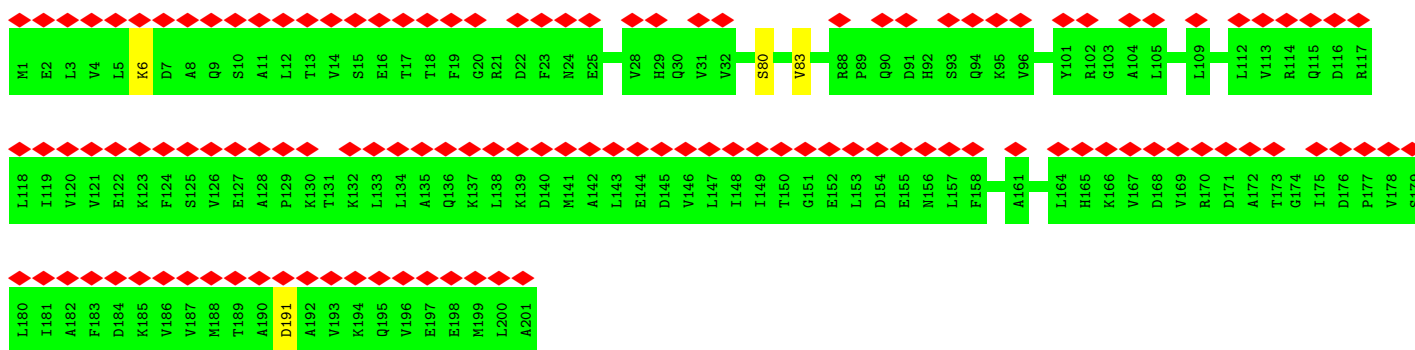 M1 E2 L3 V4 L5 K6 D7 A8 Q9 S10 A11 L12 T13 V14 S15 E16 T17 T18 F19 G20 R21 D22 F23 N24 E25 V28 H29 Q30 V31 V32 S80 V83 R88 P89 Q90 D91 H92 S93 Q94 K95 V96 Y101 R102 G103 A104 L105 L109 L112 V113 R114 Q115 D116 R117
L118 I119 V120 V121 E122 K123 F124 S125 V126 E127 A128 P129 K130 T131 K132 L133 L134 A135 Q136 K137 L138 K139 D140 M141 A142 L143 E144 D145 V146 L147 I148 I149 T150 G151 E152 L153 D154 E155 N156 L157 F158 A161 L164 H165 K166 V167 D168 V169 R170 D171 A172 T173 G174 I175 D176 P177 V178 S179
L180 I181 A182 F183 D184 K185 V186 V187 M188 T189 A190 D191 A192 V193 K194 Q195 V196 E197 E198 M199 L200 A201